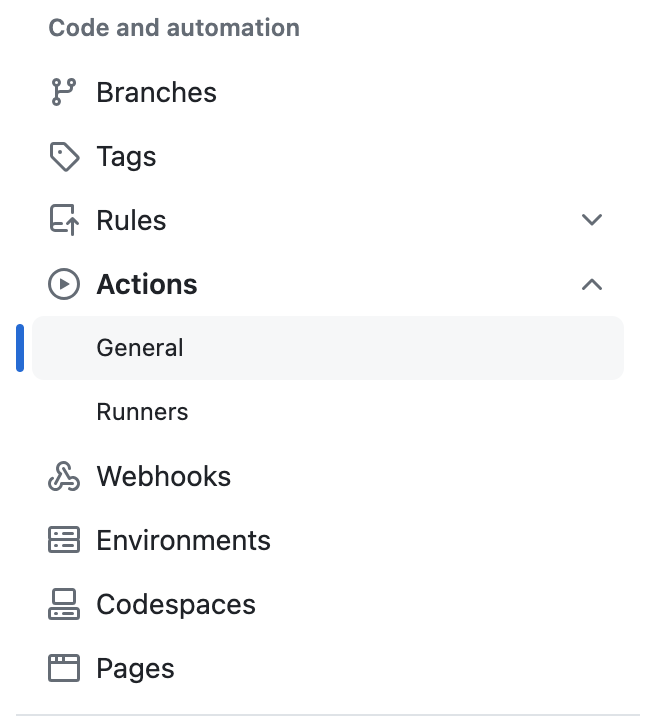 Code and automation
Branches
Tags
Rules
Actions
General
Runners
Webhooks
Environments
Codespaces
Pages